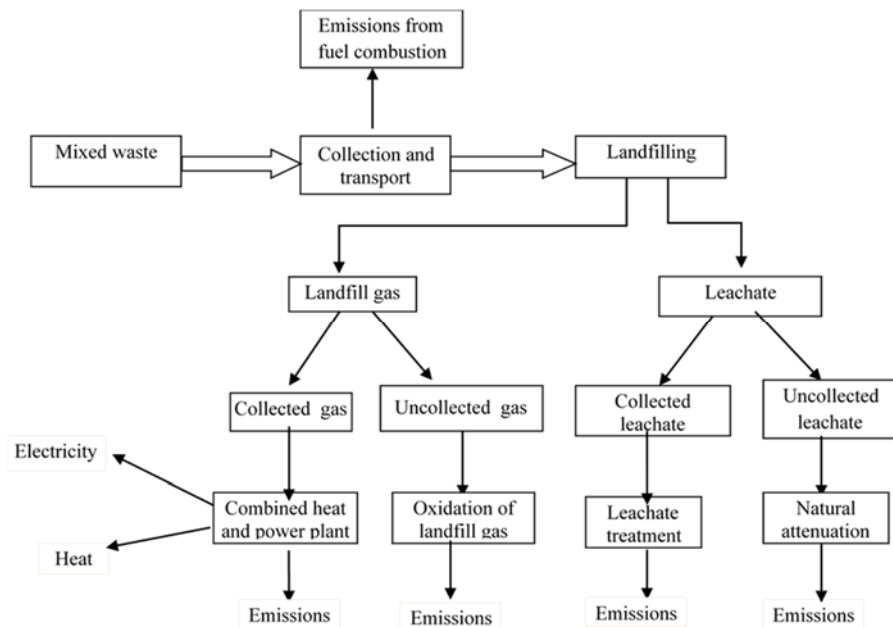 Emissions from
fuel combustion
Mixed waste
Collection and
transport
Landfilling
Landfill gas
Leachate
Collected gas
Uncollected gas
Collected
leachate
Uncollected
leachate
Electricity
Heat
Combined heat
and power plant
Oxidation of
landfill gas
Leachate
treatment
Natural
attenuation
Emissions
Emissions
Emissions
Emissions